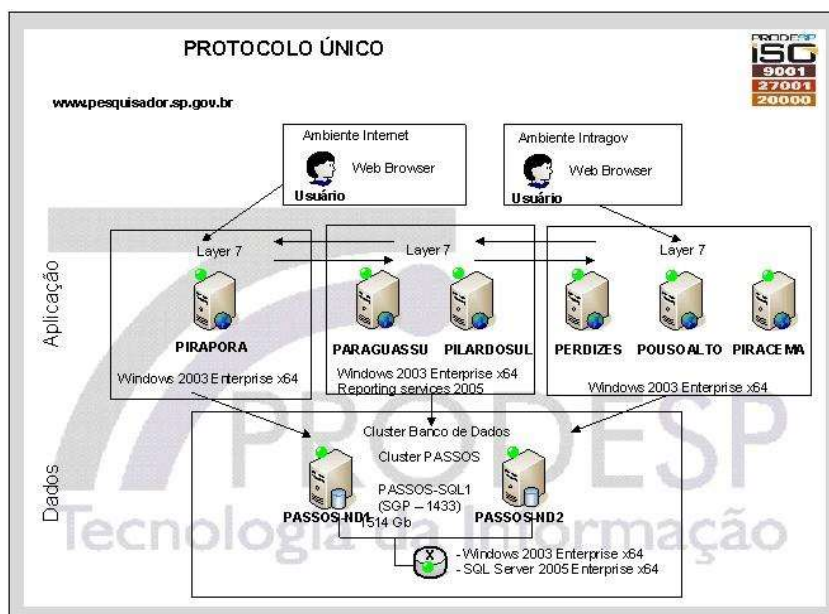 PROTOCOLO ÚNICO
PRODESP
ISO
9001
27001
20000
www.pesquisador.sp.gov.br
Ambiente Internet
Web Browser
Usuário
Ambiente Intragov
Web Browser
Usuário
Aplicação
Layer 7
PIRAPORA
Windows 2003 Enterprise x64
Layer 7
PARAGUASSU
PILARDOSUL
Windows 2003 Enterprise x64
Reporting services 2005
Layer 7
PERDIZES
POUSOALTO
PIRACEMA
Windows 2003 Enterprise x64
Dados
Cluster Banco de Dados
Cluster PASSOS
PASSOS-SQL1
(SGP – 1433)
514 Gb
PASSOS-ND1
PASSOS-ND2
X
- Windows 2003 Enterprise x64
- SQL Server 2005 Enterprise x64
PRODESP
Tecnologia da Informação